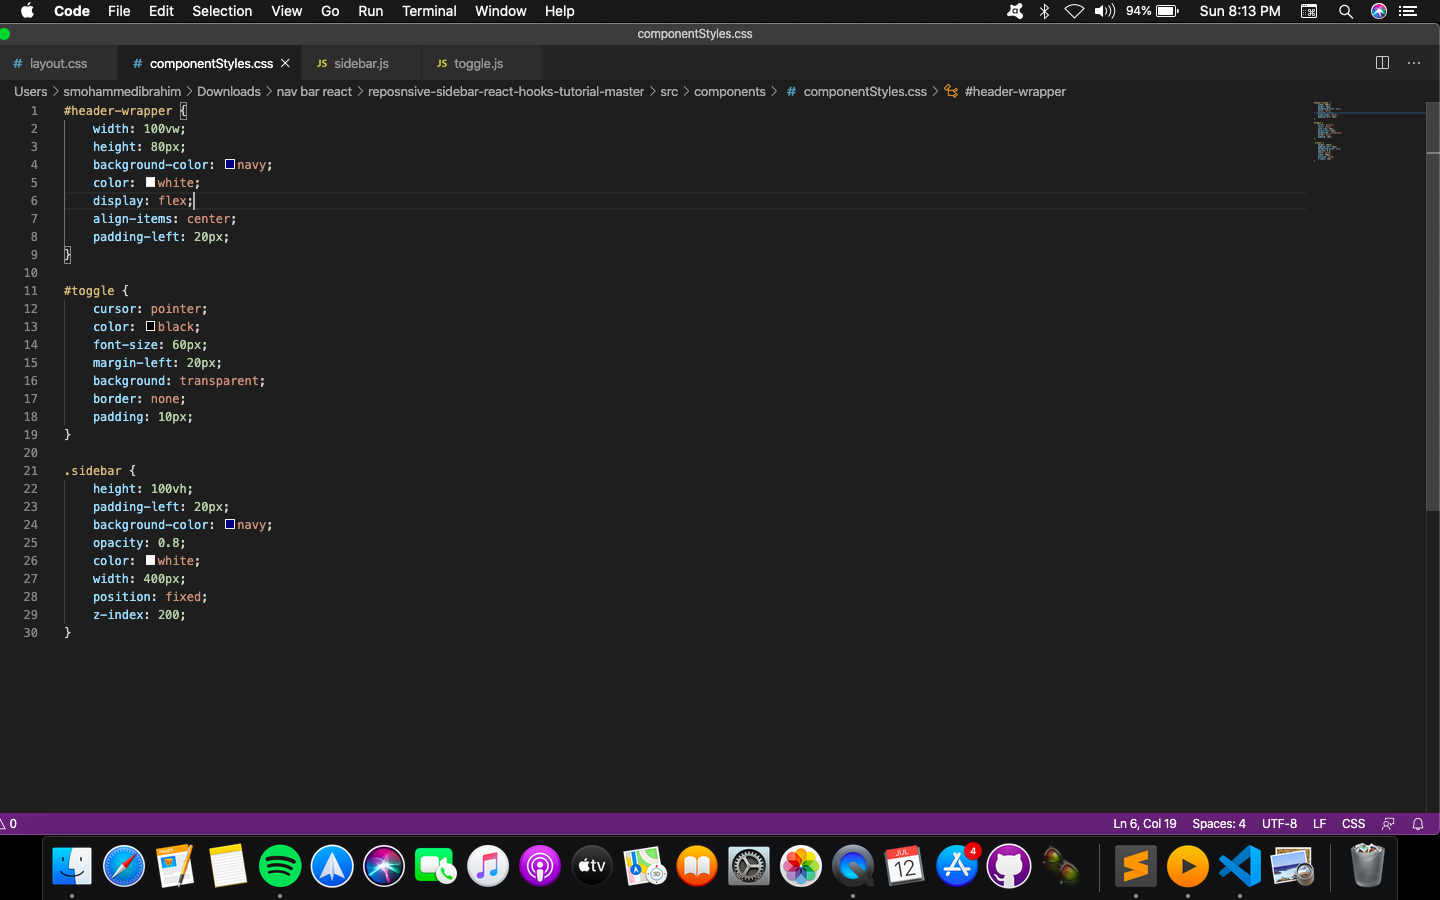 Code File Edit Selection View Go Run Terminal Window Help 94% Sun 8:13 PM
componentStyles.css
# layout.css # componentStyles.css × JS sidebar.js JS toggle.js ···
Users > smohammedibrahim > Downloads > nav bar react > reposnsive-sidebar-react-hooks-tutorial-master > src > components > # componentStyles.css > #header-wrapper
1 #header-wrapper {
2 width: 100vw;
3 height: 80px;
4 background-color: navy;
5 color: white;
6 display: flex;
7 align-items: center;
8 padding-left: 20px;
9 }
10
11 #toggle {
12 cursor: pointer;
13 color: black;
14 font-size: 60px;
15 margin-left: 20px;
16 background: transparent;
17 border: none;
18 padding: 10px;
19 }
20
21 .sidebar {
22 height: 100vh;
23 padding-left: 20px;
24 background-color: navy;
25 opacity: 0.8;
26 color: white;
27 width: 400px;
28 position: fixed;
29 z-index: 200;
30 }
0 Ln 6, Col 19 Spaces: 4 UTF-8 LF CSS
PAGES tv 3D JUL 12 4